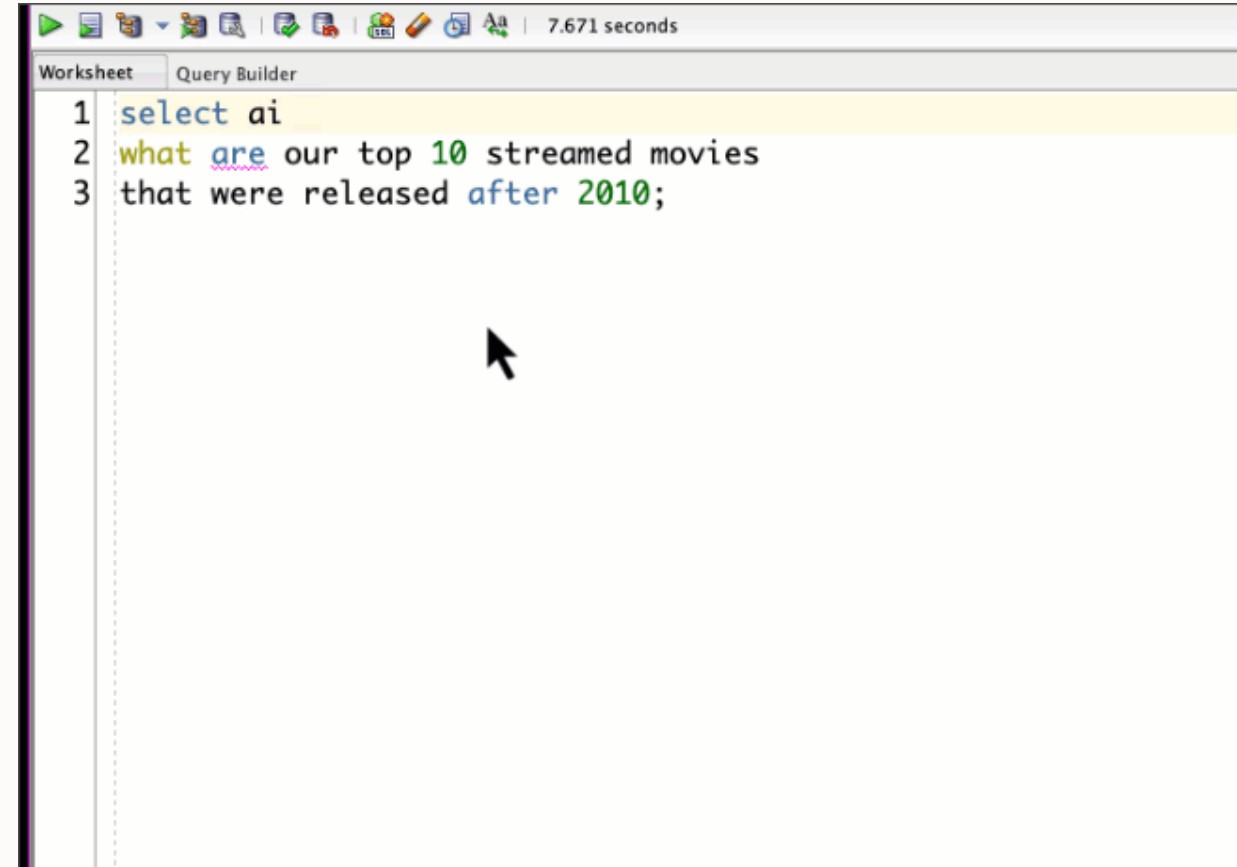 7.671 seconds
Worksheet Query Builder
1 select ai
2 what are our top 10 streamed movies
3 that were released after 2010;